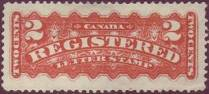 CANADA
2 REGISTERED 2
LETTER STAMP
TWO CENTS
TWO CENTS